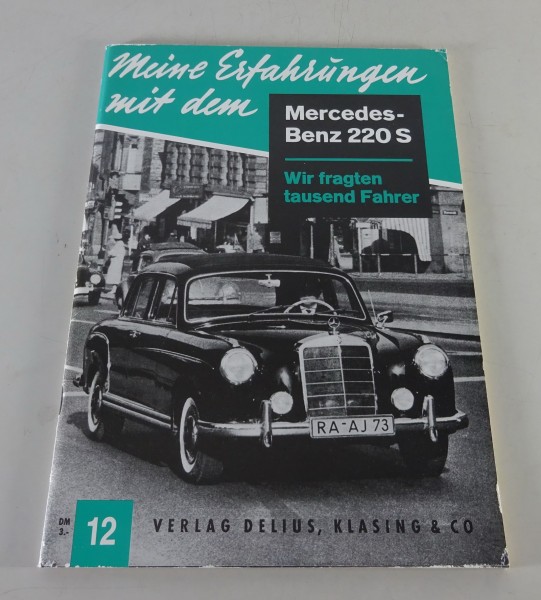 Meine Erfahrungen
mit dem
Mercedes-
Benz 220 S
Wir fragten
tausend Fahrer
RA-AJ 73
DM
3.-
12
VERLAG DELIUS, KLASING & CO